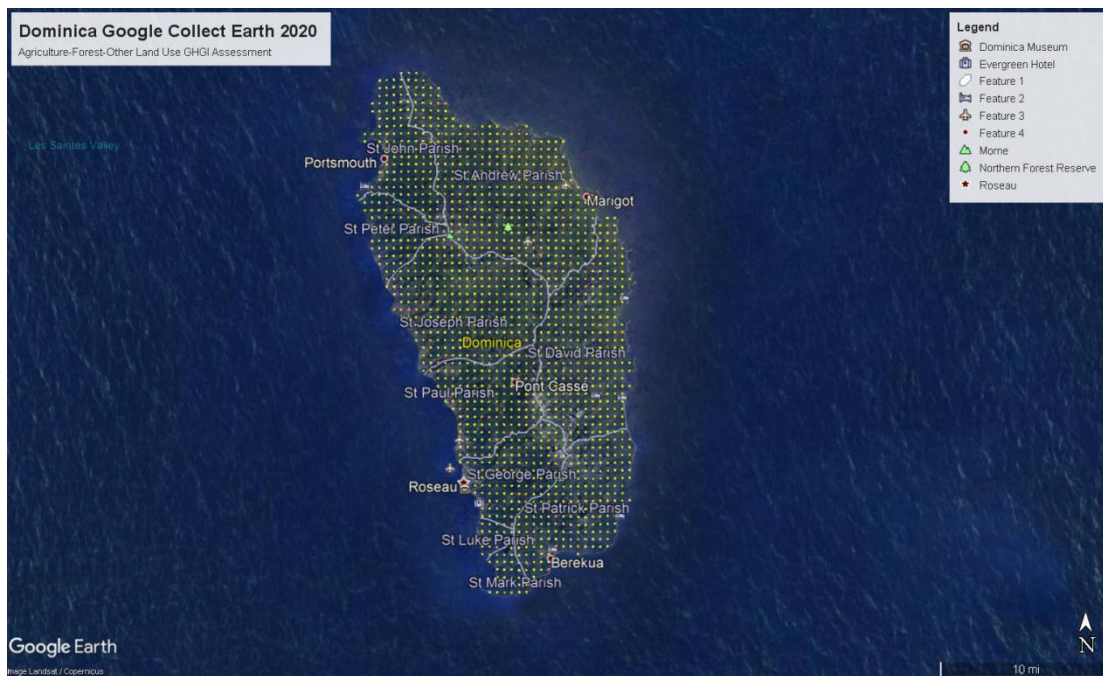 Dominica Google Collect Earth 2020
Agriculture-Forest-Other Land Use GHGI Assessment
Legend
Dominica Museum
Evergreen Hotel
Feature 1
Feature 2
Feature 3
Feature 4
Morne
Northern Forest Reserve
Roseau
Les Saintes Valley
St John Parish
Portsmouth
St Andrew Parish
Marigot
St Peter Parish
St Joseph Parish
Dominica
St David Parish
Pont Casse
St Paul Parish
St George Parish
Roseau
St Patrick Parish
St Luke Parish
Berekua
St Mark Parish
Google Earth
Image Landsat / Copernicus
N
10 mi